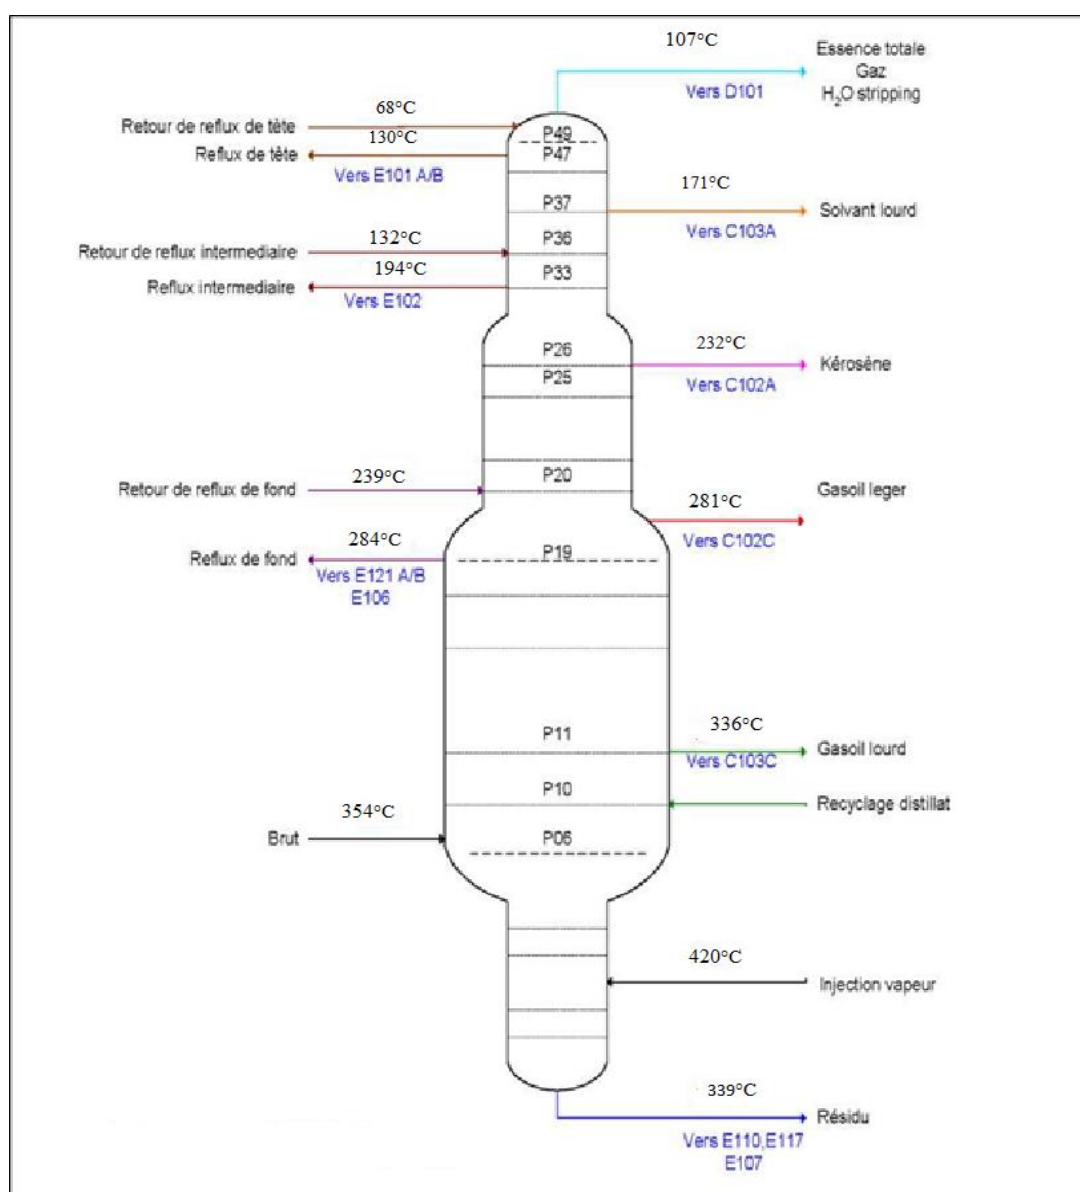 107°C
Essence totale
Gaz
Vers D101
H₂O stripping
68°C
Retour de reflux de tête
P49
130°C
Reflux de tête
P47
Vers E101 A/B
171°C
P37
Solvant lourd
Vers C103A
132°C
P36
Retour de reflux intermediaire
194°C
P33
Reflux intermediaire
Vers E102
232°C
P26
Kérosène
P25
Vers C102A
239°C
P20
Retour de reflux de fond
Gasoil leger
281°C
284°C
Vers C102C
P19
Reflux de fond
Vers E121 A/B
E106
336°C
P11
Gasoil lourd
Vers C103C
P10
Recyclage distillat
354°C
Brut
P06
420°C
Injection vapeur
339°C
Résidu
Vers E110,E117
E107